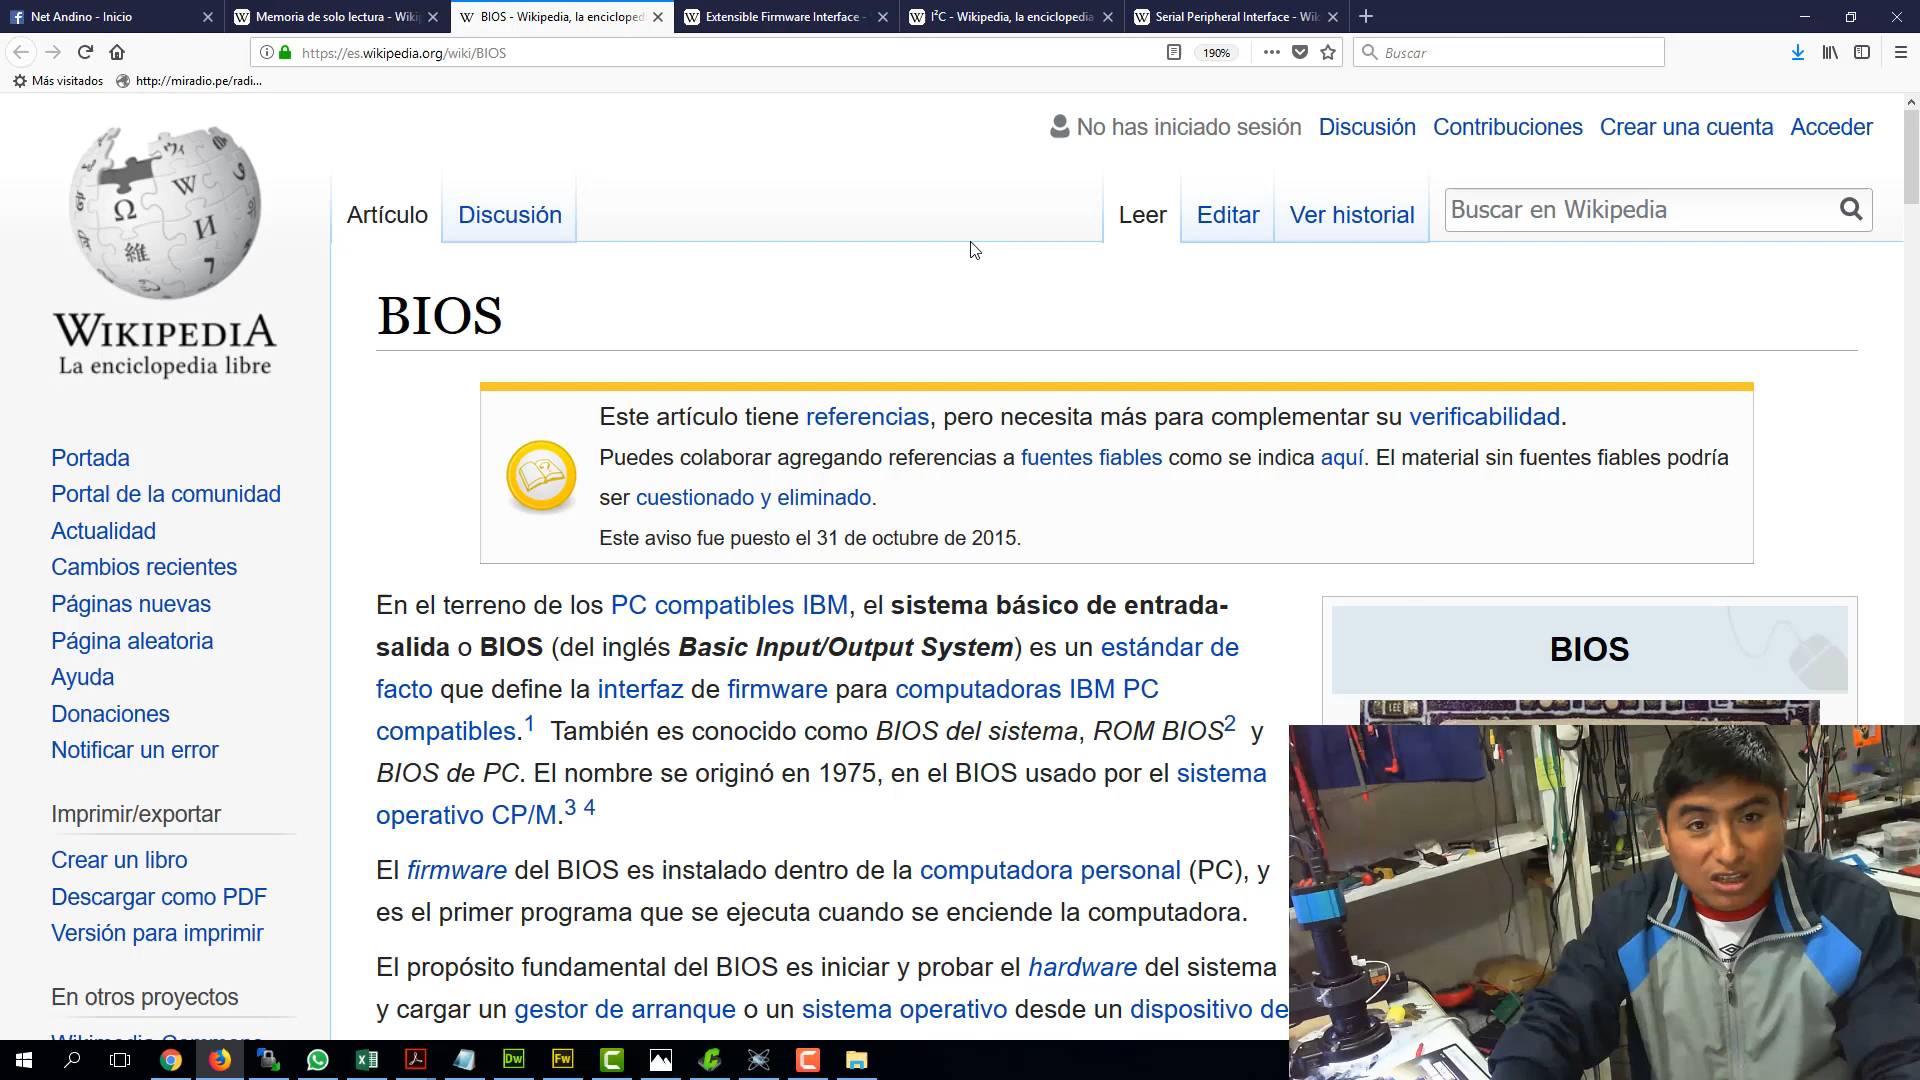 Net Andino - Inicio
Memoria de solo lectura - Wiki
BIOS - Wikipedia, la encicloped
Extensible Firmware Interface -
I²C - Wikipedia, la enciclopedia
Serial Peripheral Interface - Wik
https://es.wikipedia.org/wiki/BIOS
190%
Buscar
Más visitados
http://miradio.pe/radi...
No has iniciado sesión Discusión Contribuciones Crear una cuenta Acceder
Artículo Discusión Leer Editar Ver historial
Buscar en Wikipedia
WIKIPEDIA
La enciclopedia libre
Portada
Portal de la comunidad
Actualidad
Cambios recientes
Páginas nuevas
Página aleatoria
Ayuda
Donaciones
Notificar un error
Imprimir/exportar
Crear un libro
Descargar como PDF
Versión para imprimir
En otros proyectos
Wikimedia Commons
BIOS
Este artículo tiene referencias, pero necesita más para complementar su verificabilidad.
Puedes colaborar agregando referencias a fuentes fiables como se indica aquí. El material sin fuentes fiables podría
ser cuestionado y eliminado.
Este aviso fue puesto el 31 de octubre de 2015.
En el terreno de los PC compatibles IBM, el sistema básico de entrada-
salida o BIOS (del inglés Basic Input/Output System) es un estándar de
facto que define la interfaz de firmware para computadoras IBM PC
compatibles.1 También es conocido como BIOS del sistema, ROM BIOS2 y
BIOS de PC. El nombre se originó en 1975, en el BIOS usado por el sistema
operativo CP/M.3 4
El firmware del BIOS es instalado dentro de la computadora personal (PC), y
es el primer programa que se ejecuta cuando se enciende la computadora.
El propósito fundamental del BIOS es iniciar y probar el hardware del sistema
y cargar un gestor de arranque o un sistema operativo desde un dispositivo de
BIOS
Dw
Fw